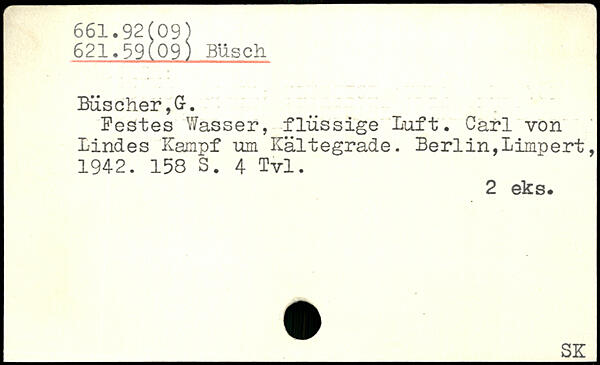 661.92(09)
621.59(09) Büsch
Büscher,G.
Festes Wasser, flüssige Luft. Carl von
Lindes Kampf um Kältegrade. Berlin,Limpert,
1942. 158 S. 4 Tvl.
2 eks.
SK